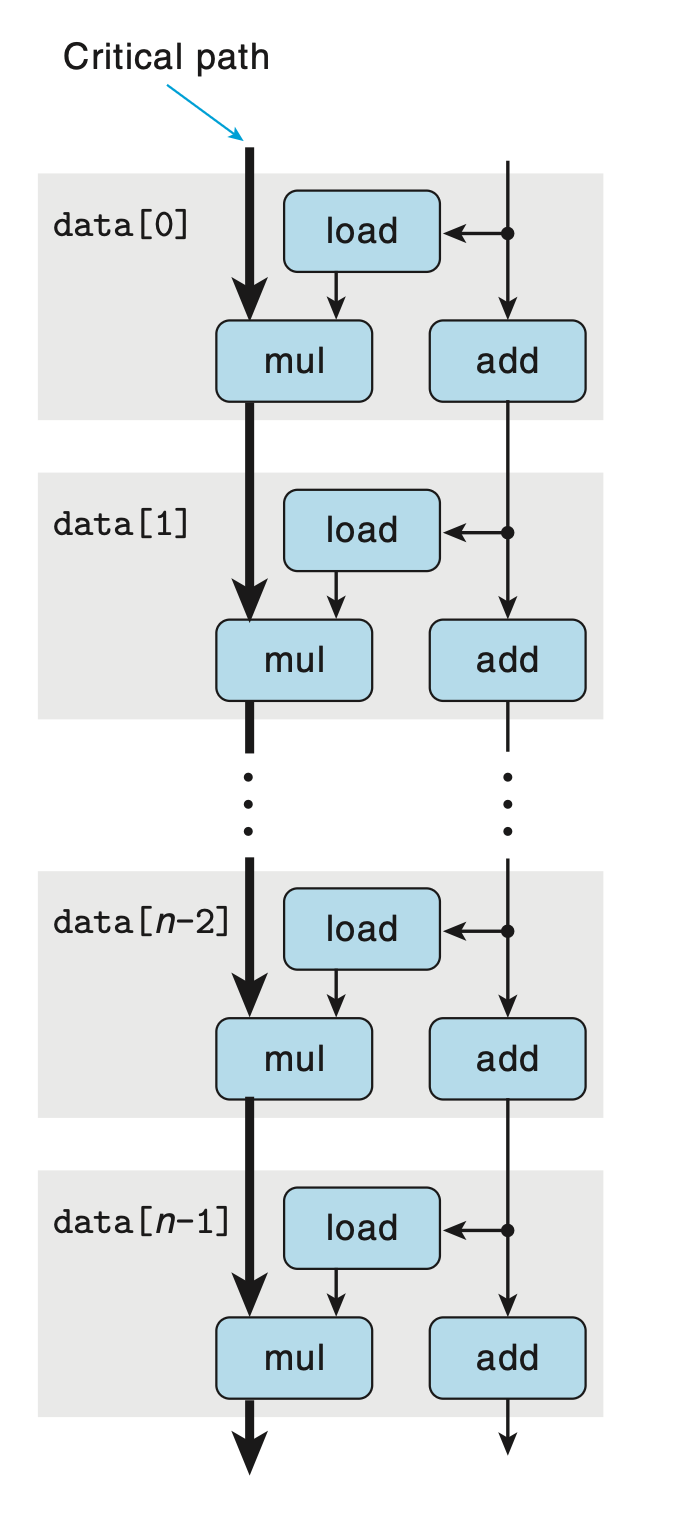 Critical path
data[0]
load
mul
add
data[1]
load
mul
add
data[n-2]
load
mul
add
data[n-1]
load
mul
add